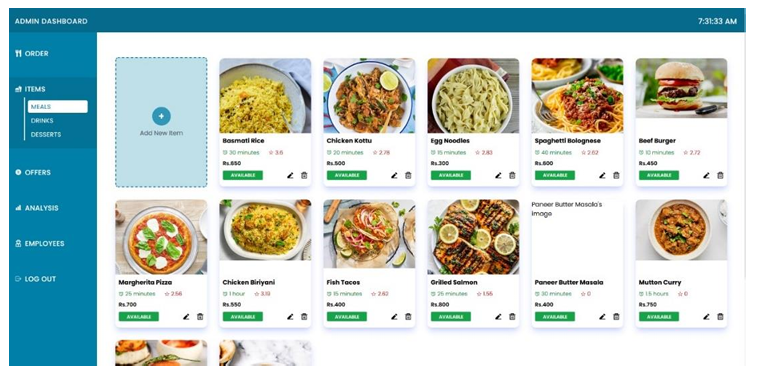 ADMIN DASHBOARD
7:31:33 AM
ORDER
ITEMS
MEALS
DRINKS
DESSERTS
OFFERS
ANALYSIS
EMPLOYEES
LOG OUT
+
Add New Item
Basmati Rice
30 minutes 3.6
Rs.650
AVAILABLE
Chicken Kottu
20 minutes 2.78
Rs.500
AVAILABLE
Egg Noodles
15 minutes 2.83
Rs.300
AVAILABLE
Spaghetti Bolognese
45 minutes 2.62
Rs.600
AVAILABLE
Beef Burger
10 minutes 2.72
Rs.450
AVAILABLE
Margherita Pizza
25 minutes 2.56
Rs.700
AVAILABLE
Chicken Biriyani
1 hour 3.13
Rs.550
AVAILABLE
Fish Tacos
15 minutes 2.62
Rs.400
AVAILABLE
Grilled Salmon
25 minutes 1.55
Rs.800
AVAILABLE
Paneer Butter Masala's
image
Paneer Butter Masala
30 minutes 0
Rs.400
AVAILABLE
Mutton Curry
1.5 hours 0
Rs.750
AVAILABLE